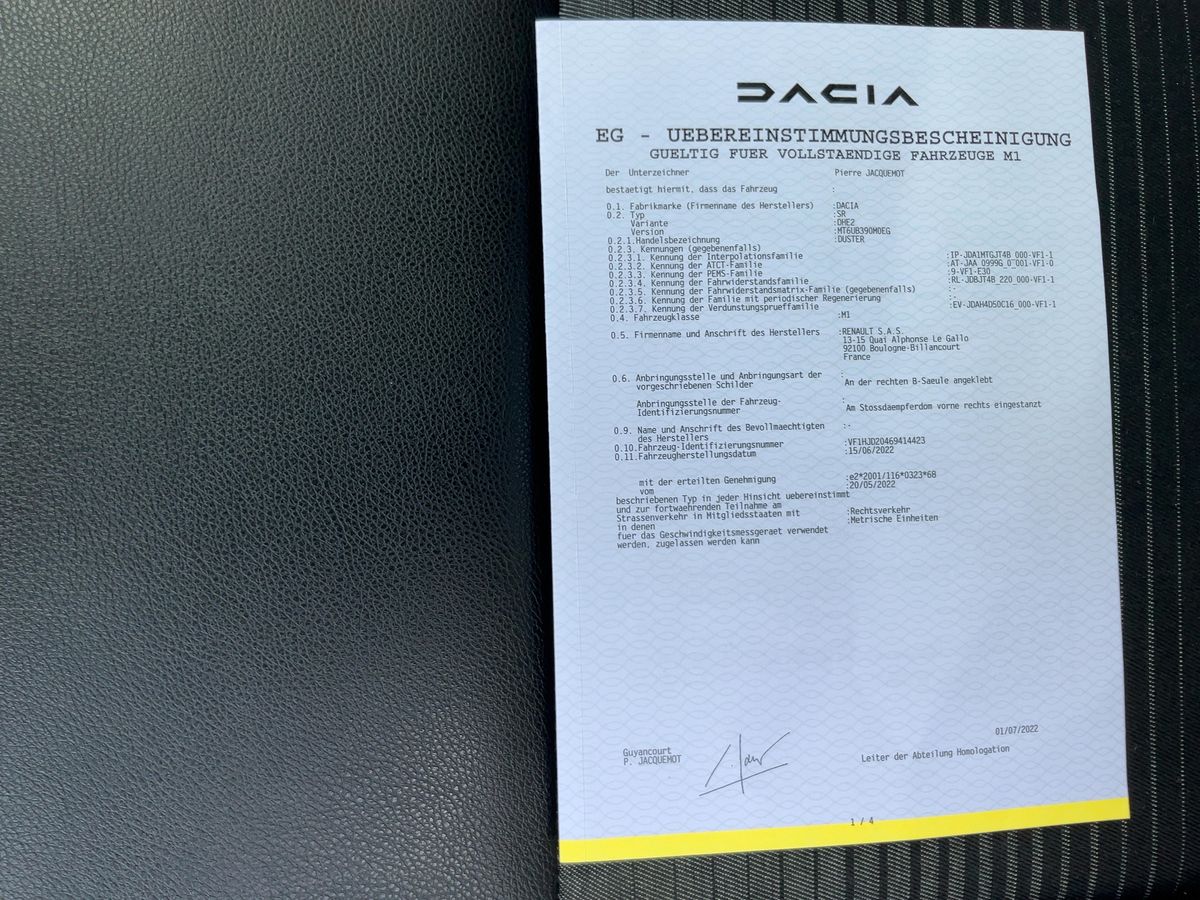 DACIA
EG - UEBEREINSTIMMUNGSBESCHEINIGUNG
GUELTIG FUER VOLLSTAENDIGE FAHRZEUGE M1
Der Unterzeichner Pierre JACQUEMOT
bestaetigt hiermit, dass das Fahrzeug :
0.1. Fabrikmarke (Firmenname des Herstellers) :DACIA
0.2. Typ :SR
Variante :DHE2
Version :MT6UB390M0EG
0.2.1.Handelsbezeichnung :DUSTER
0.2.3. Kennungen (gegebenenfalls)
0.2.3.1. Kennung der Interpolationsfamilie :IP-JDA1MTGJT4B_000-VF1-1
0.2.3.2. Kennung der ATCT-Familie :AT-JAA_0999G_0_001-VF1-0
0.2.3.3. Kennung der PEMS-Familie :9-VF1-E30
0.2.3.4. Kennung der Fahrwiderstandsfamilie :RL-JDBJT4B_220_000-VF1-1
0.2.3.5. Kennung der Fahrwiderstandsmatrix-Familie (gegebenenfalls) :-
0.2.3.6. Kennung der Familie mit periodischer Regenerierung :-
0.2.3.7. Kennung der Verdunstungsprueffamilie :EV-JDAH4D50C16_000-VF1-1
0.4. Fahrzeugklasse :M1
0.5. Firmenname und Anschrift des Herstellers :RENAULT S.A.S.
13-15 Quai Alphonse Le Gallo
92100 Boulogne-Billancourt
France
0.6. Anbringungsstelle und Anbringungsart der :
vorgeschriebenen Schilder An der rechten B-Saeule angeklebt
Anbringungsstelle der Fahrzeug- :
Identifizierungsnummer Am Stossdaempferdom vorne rechts eingestanzt
0.9. Name und Anschrift des Bevollmaechtigten :-
des Herstellers
0.10.Fahrzeug-Identifizierungsnummer :VF1HJD20469414423
0.11.Fahrzeugherstellungsdatum :15/06/2022
mit der erteilten Genehmigung :e2*2001/116*0323*68
vom :20/05/2022
beschriebenen Typ in jeder Hinsicht uebereinstimmt
und zur fortwaehrenden Teilnahme am
Strassenverkehr in Mitgliedsstaaten mit :Rechtsverkehr
in denen :Metrische Einheiten
fuer das Geschwindigkeitsmessgeraet verwendet
werden, zugelassen werden kann
01/07/2022
Guyancourt
P. JACQUEMOT Leiter der Abteilung Homologation
1 / 4